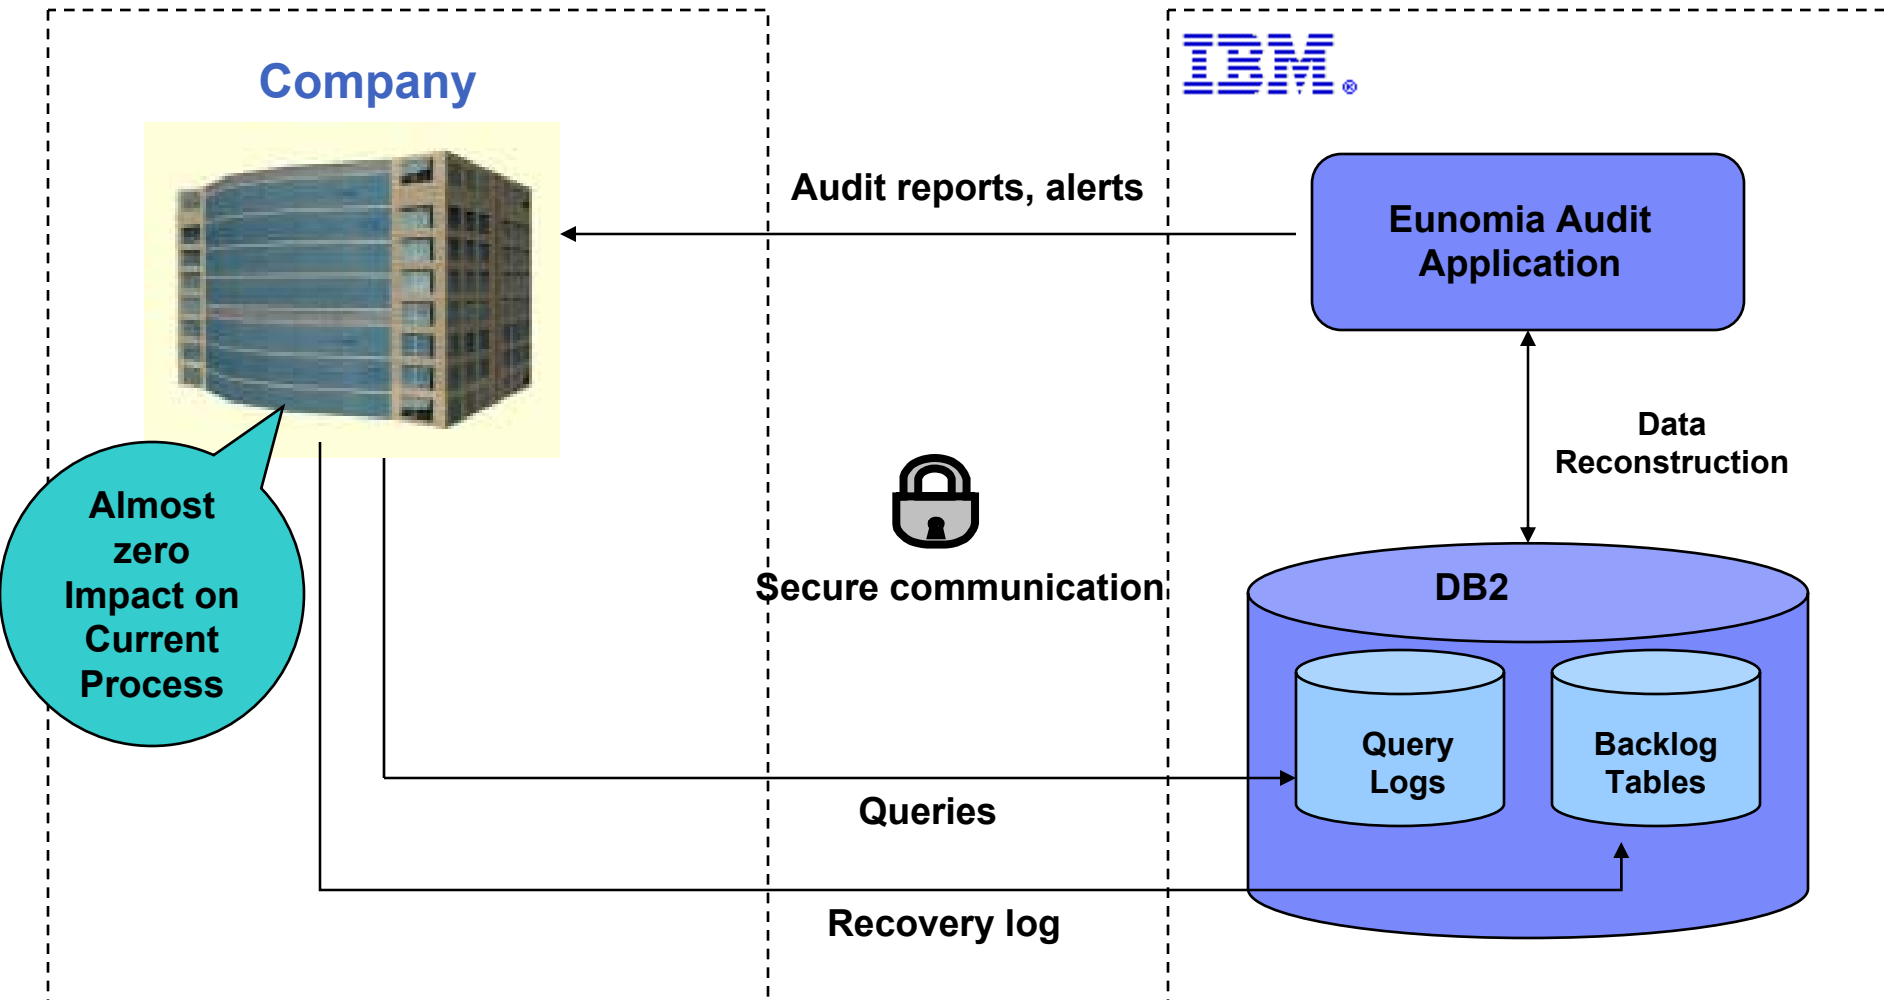 Company
IBM®
Audit reports, alerts
Eunomia Audit
Application
Data
Reconstruction
Almost
zero
Impact on
Current
Process
Secure communication
DB2
Query
Logs
Backlog
Tables
Queries
Recovery log